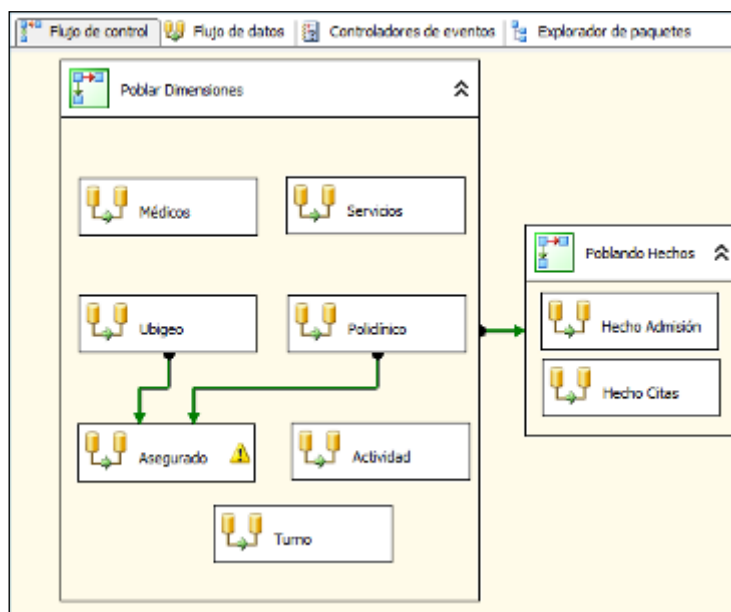 Flujo de control
Flujo de datos
Controladores de eventos
Explorador de paquetes
Poblar Dimensiones
Médicos
Servicios
Poblando Hechos
Ubigeo
Policlínico
Hecho Admisión
Hecho Citas
Asegurado
Actividad
Turno